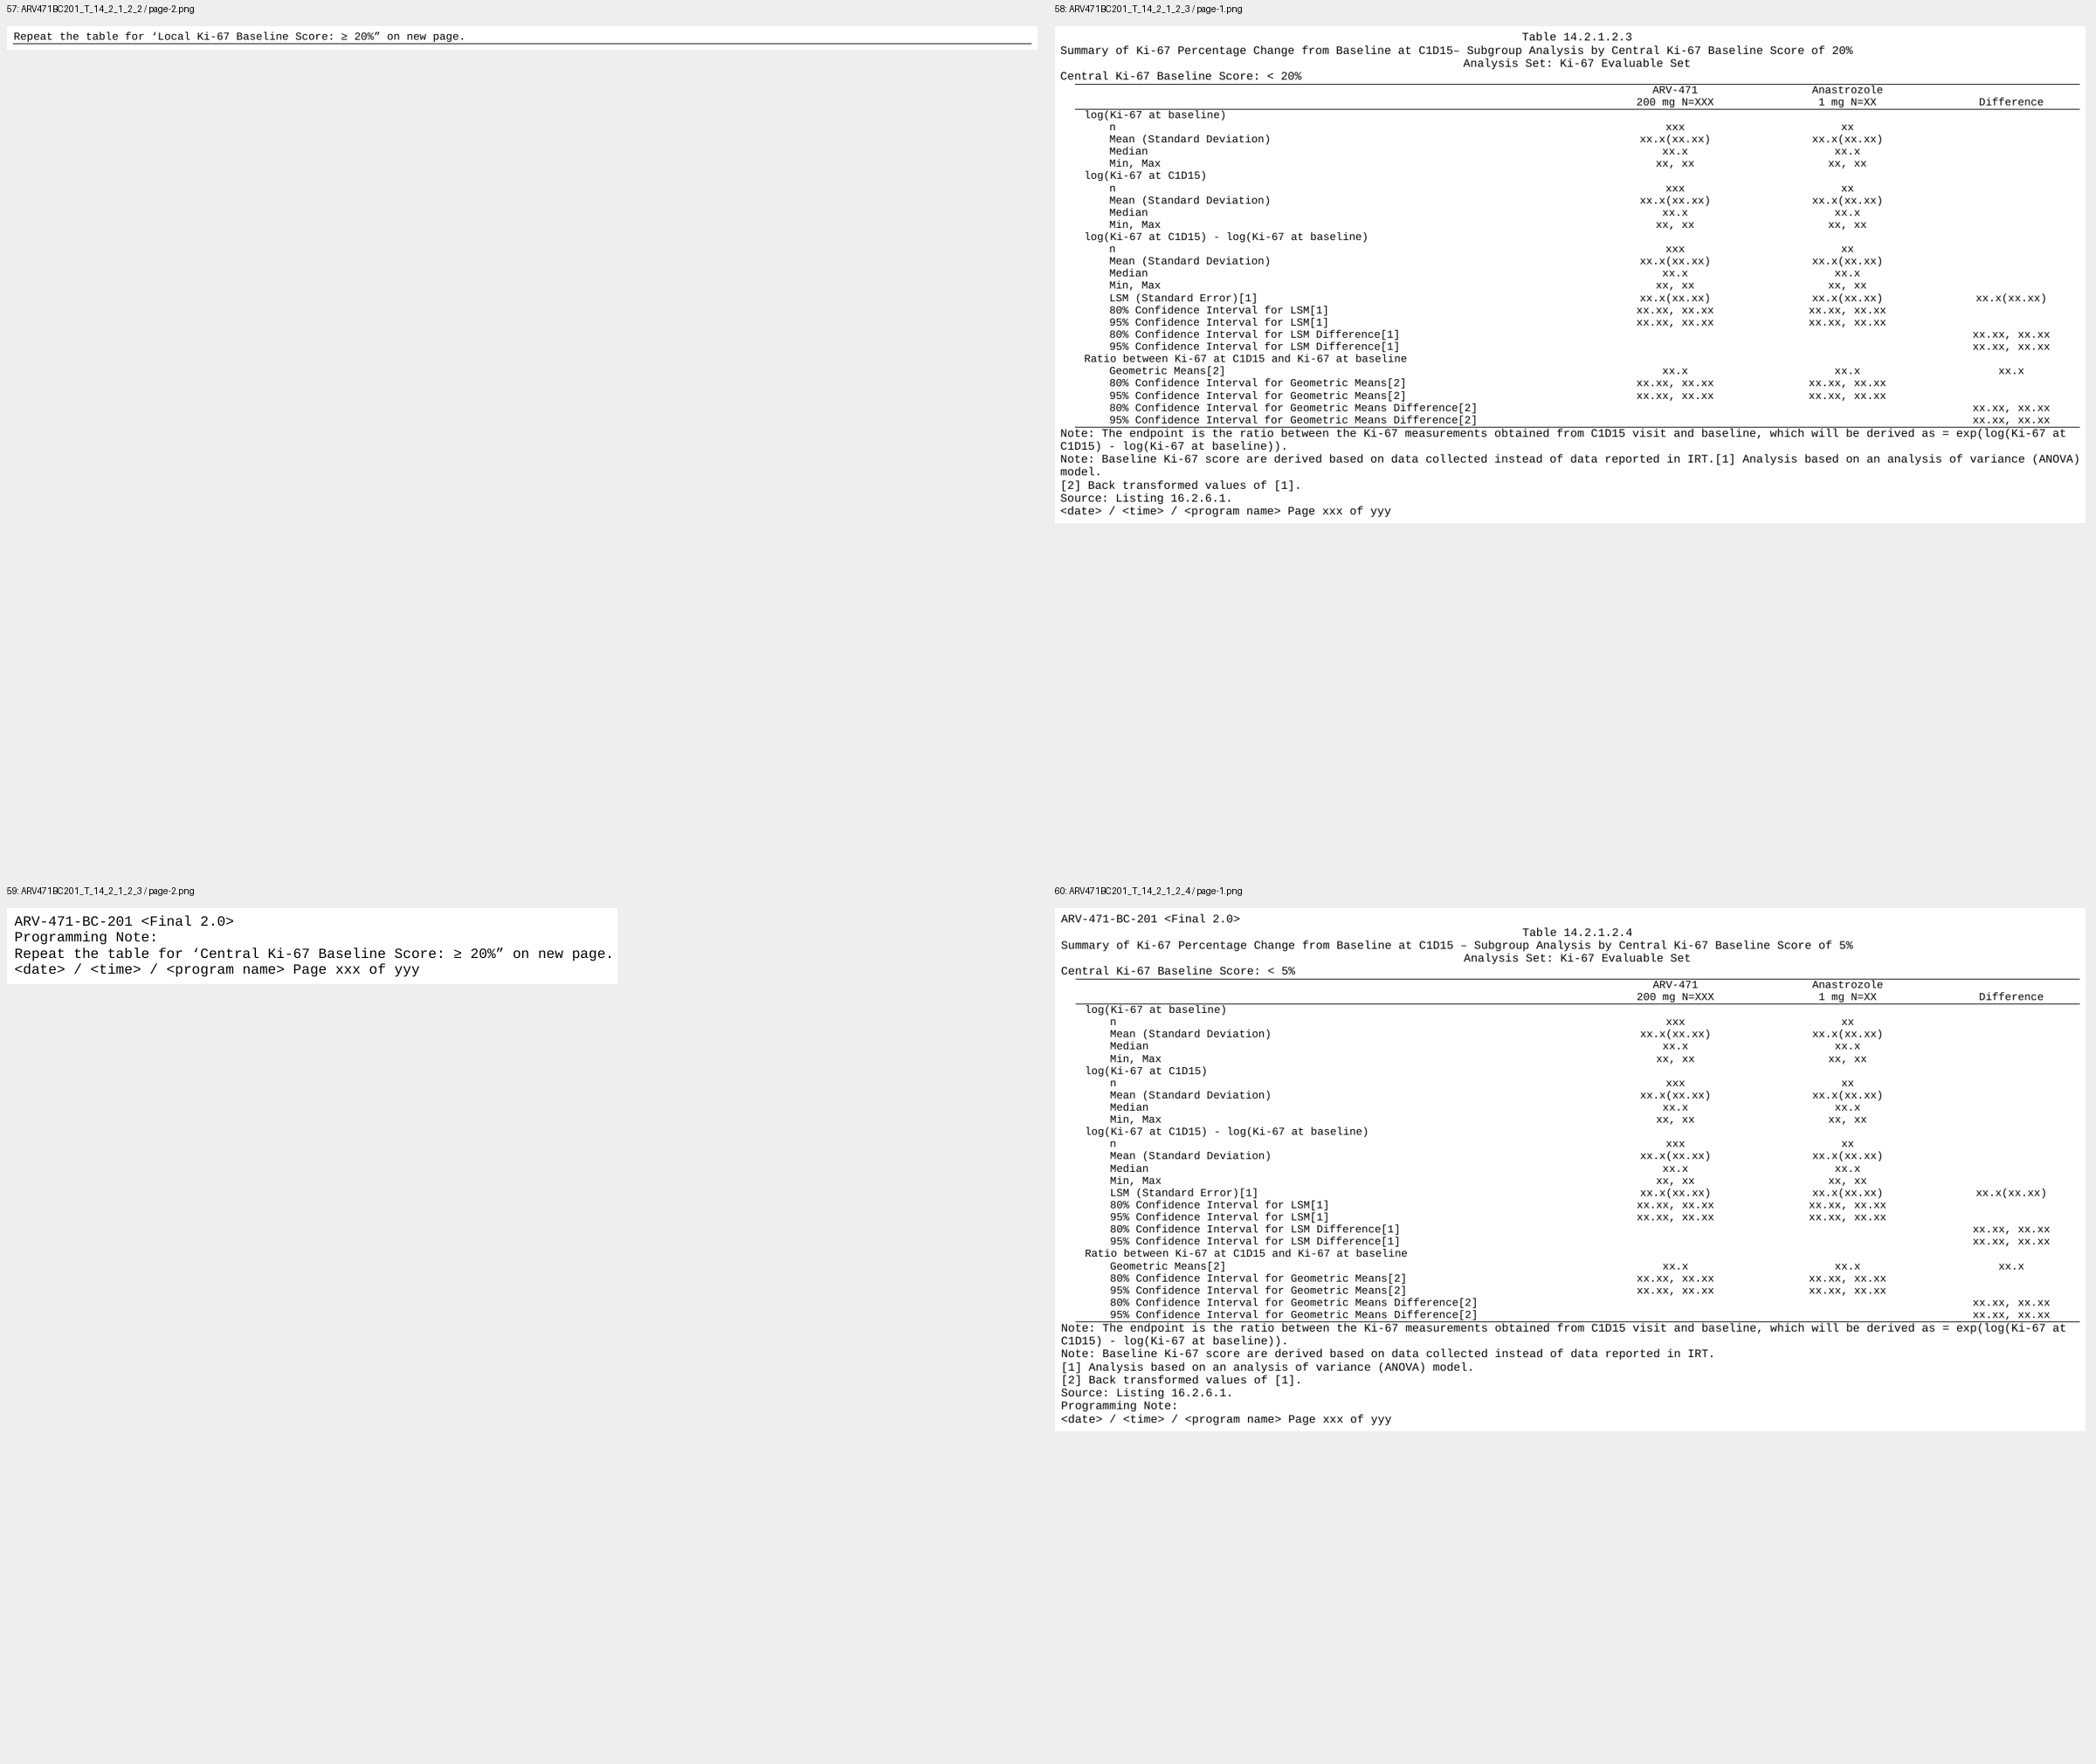 57: ARV471BC201_T_14_2_1_2_2 / page-2.png
Repeat the table for ‘Local Ki-67 Baseline Score: ≥ 20%” on new page.
58: ARV471BC201_T_14_2_1_2_3 / page-1.png
Table 14.2.1.2.3
Summary of Ki-67 Percentage Change from Baseline at C1D15– Subgroup Analysis by Central Ki-67 Baseline Score of 20%
Analysis Set: Ki-67 Evaluable Set
Central Ki-67 Baseline Score: < 20%
ARV-471 Anastrozole
200 mg N=XXX 1 mg N=XX Difference
log(Ki-67 at baseline)
n xxx xx
Mean (Standard Deviation) xx.x(xx.xx) xx.x(xx.xx)
Median xx.x xx.x
Min, Max xx, xx xx, xx
log(Ki-67 at C1D15)
n xxx xx
Mean (Standard Deviation) xx.x(xx.xx) xx.x(xx.xx)
Median xx.x xx.x
Min, Max xx, xx xx, xx
log(Ki-67 at C1D15) - log(Ki-67 at baseline)
n xxx xx
Mean (Standard Deviation) xx.x(xx.xx) xx.x(xx.xx)
Median xx.x xx.x
Min, Max xx, xx xx, xx
LSM (Standard Error)[1] xx.x(xx.xx) xx.x(xx.xx) xx.x(xx.xx)
80% Confidence Interval for LSM[1] xx.xx, xx.xx xx.xx, xx.xx
95% Confidence Interval for LSM[1] xx.xx, xx.xx xx.xx, xx.xx
80% Confidence Interval for LSM Difference[1] xx.xx, xx.xx
95% Confidence Interval for LSM Difference[1] xx.xx, xx.xx
Ratio between Ki-67 at C1D15 and Ki-67 at baseline
Geometric Means[2] xx.x xx.x xx.x
80% Confidence Interval for Geometric Means[2] xx.xx, xx.xx xx.xx, xx.xx
95% Confidence Interval for Geometric Means[2] xx.xx, xx.xx xx.xx, xx.xx
80% Confidence Interval for Geometric Means Difference[2] xx.xx, xx.xx
95% Confidence Interval for Geometric Means Difference[2] xx.xx, xx.xx
Note: The endpoint is the ratio between the Ki-67 measurements obtained from C1D15 visit and baseline, which will be derived as = exp(log(Ki-67 at
C1D15) - log(Ki-67 at baseline)).
Note: Baseline Ki-67 score are derived based on data collected instead of data reported in IRT.[1] Analysis based on an analysis of variance (ANOVA)
model.
[2] Back transformed values of [1].
Source: Listing 16.2.6.1.
<date> / <time> / <program name> Page xxx of yyy
59: ARV471BC201_T_14_2_1_2_3 / page-2.png
ARV-471-BC-201 <Final 2.0>
Programming Note:
Repeat the table for ‘Central Ki-67 Baseline Score: ≥ 20%” on new page.
<date> / <time> / <program name> Page xxx of yyy
60: ARV471BC201_T_14_2_1_2_4 / page-1.png
ARV-471-BC-201 <Final 2.0>
Table 14.2.1.2.4
Summary of Ki-67 Percentage Change from Baseline at C1D15 – Subgroup Analysis by Central Ki-67 Baseline Score of 5%
Analysis Set: Ki-67 Evaluable Set
Central Ki-67 Baseline Score: < 5%
ARV-471 Anastrozole
200 mg N=XXX 1 mg N=XX Difference
log(Ki-67 at baseline)
n xxx xx
Mean (Standard Deviation) xx.x(xx.xx) xx.x(xx.xx)
Median xx.x xx.x
Min, Max xx, xx xx, xx
log(Ki-67 at C1D15)
n xxx xx
Mean (Standard Deviation) xx.x(xx.xx) xx.x(xx.xx)
Median xx.x xx.x
Min, Max xx, xx xx, xx
log(Ki-67 at C1D15) - log(Ki-67 at baseline)
n xxx xx
Mean (Standard Deviation) xx.x(xx.xx) xx.x(xx.xx)
Median xx.x xx.x
Min, Max xx, xx xx, xx
LSM (Standard Error)[1] xx.x(xx.xx) xx.x(xx.xx) xx.x(xx.xx)
80% Confidence Interval for LSM[1] xx.xx, xx.xx xx.xx, xx.xx
95% Confidence Interval for LSM[1] xx.xx, xx.xx xx.xx, xx.xx
80% Confidence Interval for LSM Difference[1] xx.xx, xx.xx
95% Confidence Interval for LSM Difference[1] xx.xx, xx.xx
Ratio between Ki-67 at C1D15 and Ki-67 at baseline
Geometric Means[2] xx.x xx.x xx.x
80% Confidence Interval for Geometric Means[2] xx.xx, xx.xx xx.xx, xx.xx
95% Confidence Interval for Geometric Means[2] xx.xx, xx.xx xx.xx, xx.xx
80% Confidence Interval for Geometric Means Difference[2] xx.xx, xx.xx
95% Confidence Interval for Geometric Means Difference[2] xx.xx, xx.xx
Note: The endpoint is the ratio between the Ki-67 measurements obtained from C1D15 visit and baseline, which will be derived as = exp(log(Ki-67 at
C1D15) - log(Ki-67 at baseline)).
Note: Baseline Ki-67 score are derived based on data collected instead of data reported in IRT.
[1] Analysis based on an analysis of variance (ANOVA) model.
[2] Back transformed values of [1].
Source: Listing 16.2.6.1.
Programming Note:
<date> / <time> / <program name> Page xxx of yyy